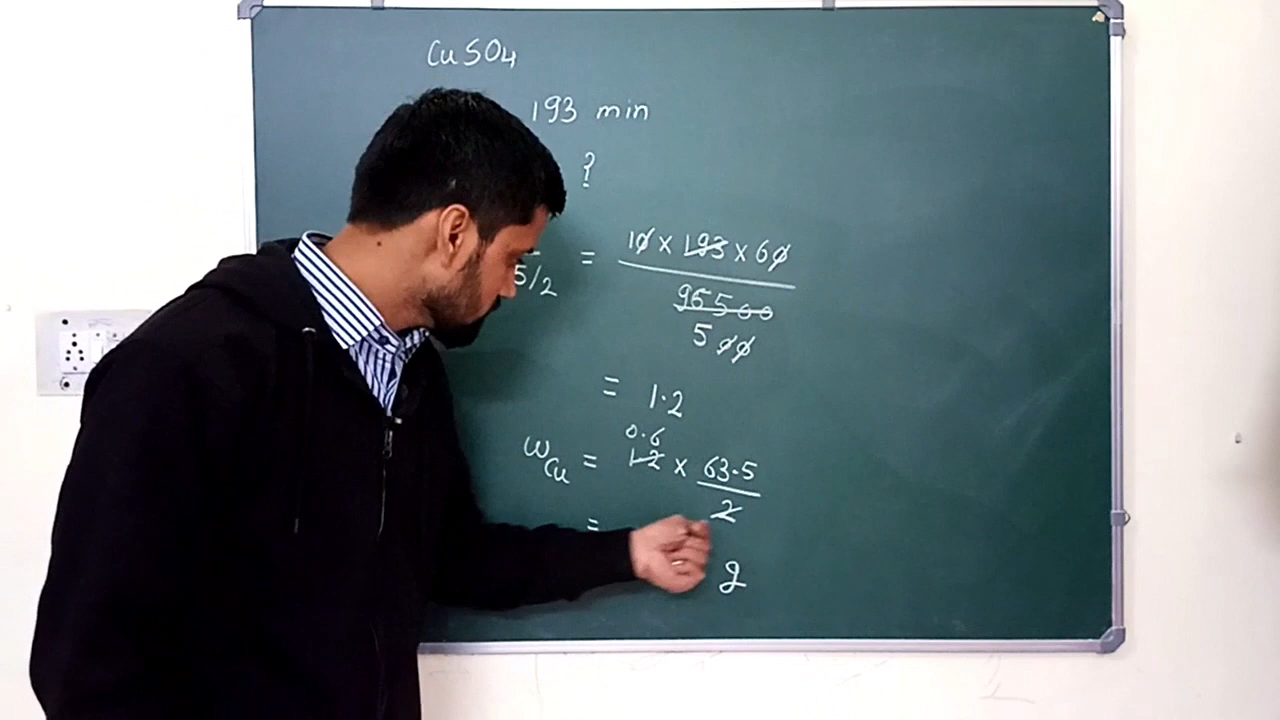 CuSO4
193 min
?
5/2 = 10 x 193 x 60
96500
500
= 1.2
0.6
wCu = 1.2 x 63.5
2
=
g